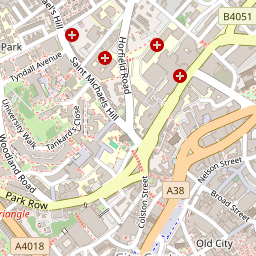 B4051
Park
Tyndall Avenue
Saint Michaels Hill
Horfield Road
University Walk
Tankard's Close
Woodland Road
Park Row
A38
Nelson Street
Broad Street
Colston Street
A4018
Old City